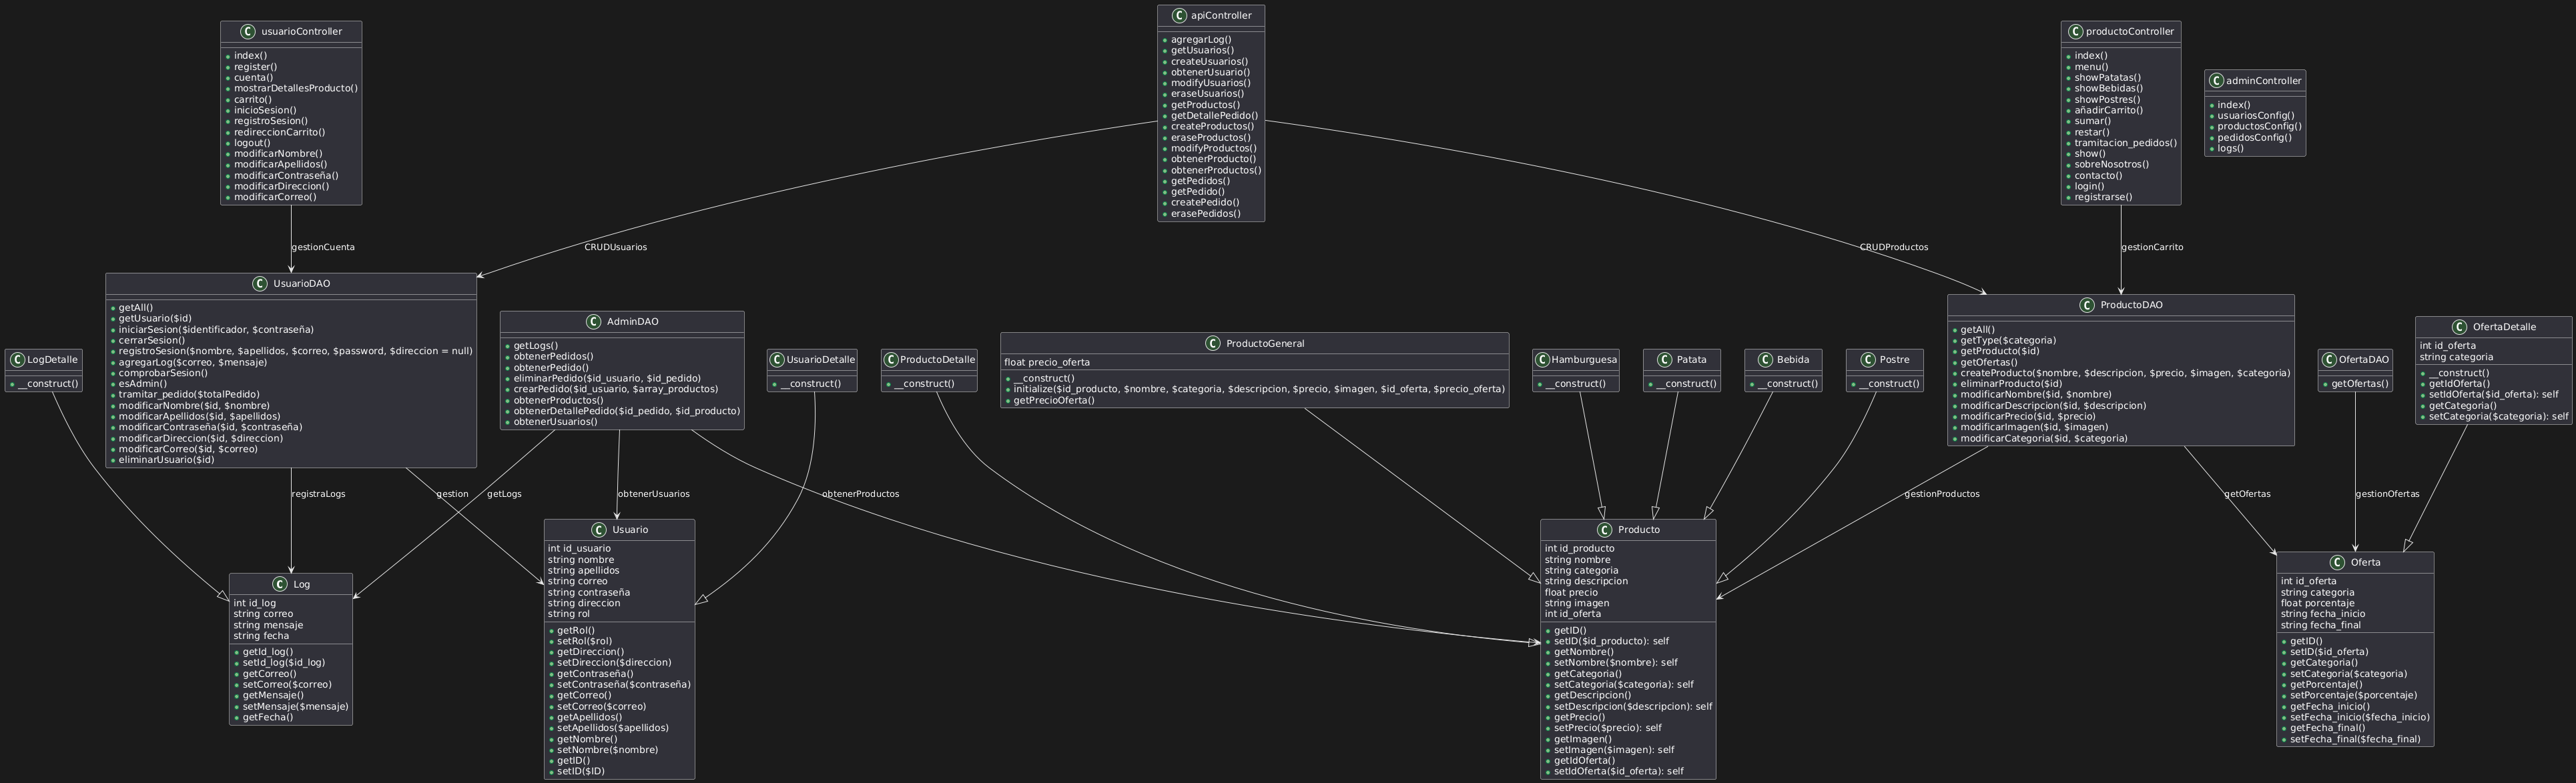 usuarioController
index()
register()
cuenta()
mostrarDetallesProducto()
carrito()
inicioSesion()
registroSesion()
redireccionCarrito()
logout()
modificarNombre()
modificarApellidos()
modificarContraseña()
modificarDireccion()
modificarCorreo()
apiController
agregarLog()
getUsuarios()
createUsuarios()
obtenerUsuario()
modifyUsuarios()
eraseUsuarios()
getProductos()
getDetallePedido()
createProductos()
eraseProductos()
modifyProductos()
obtenerProducto()
obtenerProductos()
getPedidos()
getPedido()
createPedido()
erasePedidos()
productoController
index()
menu()
showPatatas()
showBebidas()
showPostres()
añadirCarrito()
sumar()
restar()
tramitacion_pedidos()
show()
sobreNosotros()
contacto()
login()
registrarse()
adminController
index()
usuariosConfig()
productosConfig()
pedidosConfig()
logs()
gestionCuenta
CRUDUsuarios
CRUDProductos
gestionCarrito
LogDetalle
__construct()
UsuarioDAO
getAll()
getUsuario($id)
iniciarSesion($identificador, $contraseña)
cerrarSesion()
registroSesion($nombre, $apellidos, $correo, $password, $direccion = null)
agregarLog($correo, $mensaje)
comprobarSesion()
esAdmin()
tramitar_pedido($totalPedido)
modificarNombre($id, $nombre)
modificarApellidos($id, $apellidos)
modificarContraseña($id, $contraseña)
modificarDireccion($id, $direccion)
modificarCorreo($id, $correo)
eliminarUsuario($id)
AdminDAO
getLogs()
obtenerPedidos()
obtenerPedido()
eliminarPedido($id_usuario, $id_pedido)
crearPedido($id_usuario, $array_productos)
obtenerProductos()
obtenerDetallePedido($id_pedido, $id_producto)
obtenerUsuarios()
UsuarioDetalle
__construct()
ProductoDetalle
__construct()
ProductoGeneral
float precio_oferta
__construct()
initialize($id_producto, $nombre, $categoria, $descripcion, $precio, $imagen, $id_oferta, $precio_oferta)
getPrecioOferta()
Hamburguesa
__construct()
Patata
__construct()
Bebida
__construct()
Postre
__construct()
ProductoDAO
getAll()
getType($categoria)
getProducto($id)
getOfertas()
createProducto($nombre, $descripcion, $precio, $imagen, $categoria)
eliminarProducto($id)
modificarNombre($id, $nombre)
modificarDescripcion($id, $descripcion)
modificarPrecio($id, $precio)
modificarImagen($id, $imagen)
modificarCategoria($id, $categoria)
OfertaDAO
getOfertas()
OfertaDetalle
int id_oferta
string categoria
__construct()
getIdOferta()
setIdOferta($id_oferta): self
getCategoria()
setCategoria($categoria): self
registraLogs
gestion
getLogs
obtenerUsuarios
obtenerProductos
gestionProductos
getOfertas
gestionOfertas
Log
int id_log
string correo
string mensaje
string fecha
getId_log()
setId_log($id_log)
getCorreo()
setCorreo($correo)
getMensaje()
setMensaje($mensaje)
getFecha()
Usuario
int id_usuario
string nombre
string apellidos
string correo
string contraseña
string direccion
string rol
getRol()
setRol($rol)
getDireccion()
setDireccion($direccion)
getContraseña()
setContraseña($contraseña)
getCorreo()
setCorreo($correo)
getApellidos()
setApellidos($apellidos)
getNombre()
setNombre($nombre)
getID()
setID($ID)
Producto
int id_producto
string nombre
string categoria
string descripcion
float precio
string imagen
int id_oferta
getID()
setID($id_producto): self
getNombre()
setNombre($nombre): self
getCategoria()
setCategoria($categoria): self
getDescripcion()
setDescripcion($descripcion): self
getPrecio()
setPrecio($precio): self
getImagen()
setImagen($imagen): self
getIdOferta()
setIdOferta($id_oferta): self
Oferta
int id_oferta
string categoria
float porcentaje
string fecha_inicio
string fecha_final
getID()
setID($id_oferta)
getCategoria()
setCategoria($categoria)
getPorcentaje()
setPorcentaje($porcentaje)
getFecha_inicio()
setFecha_inicio($fecha_inicio)
getFecha_final()
setFecha_final($fecha_final)